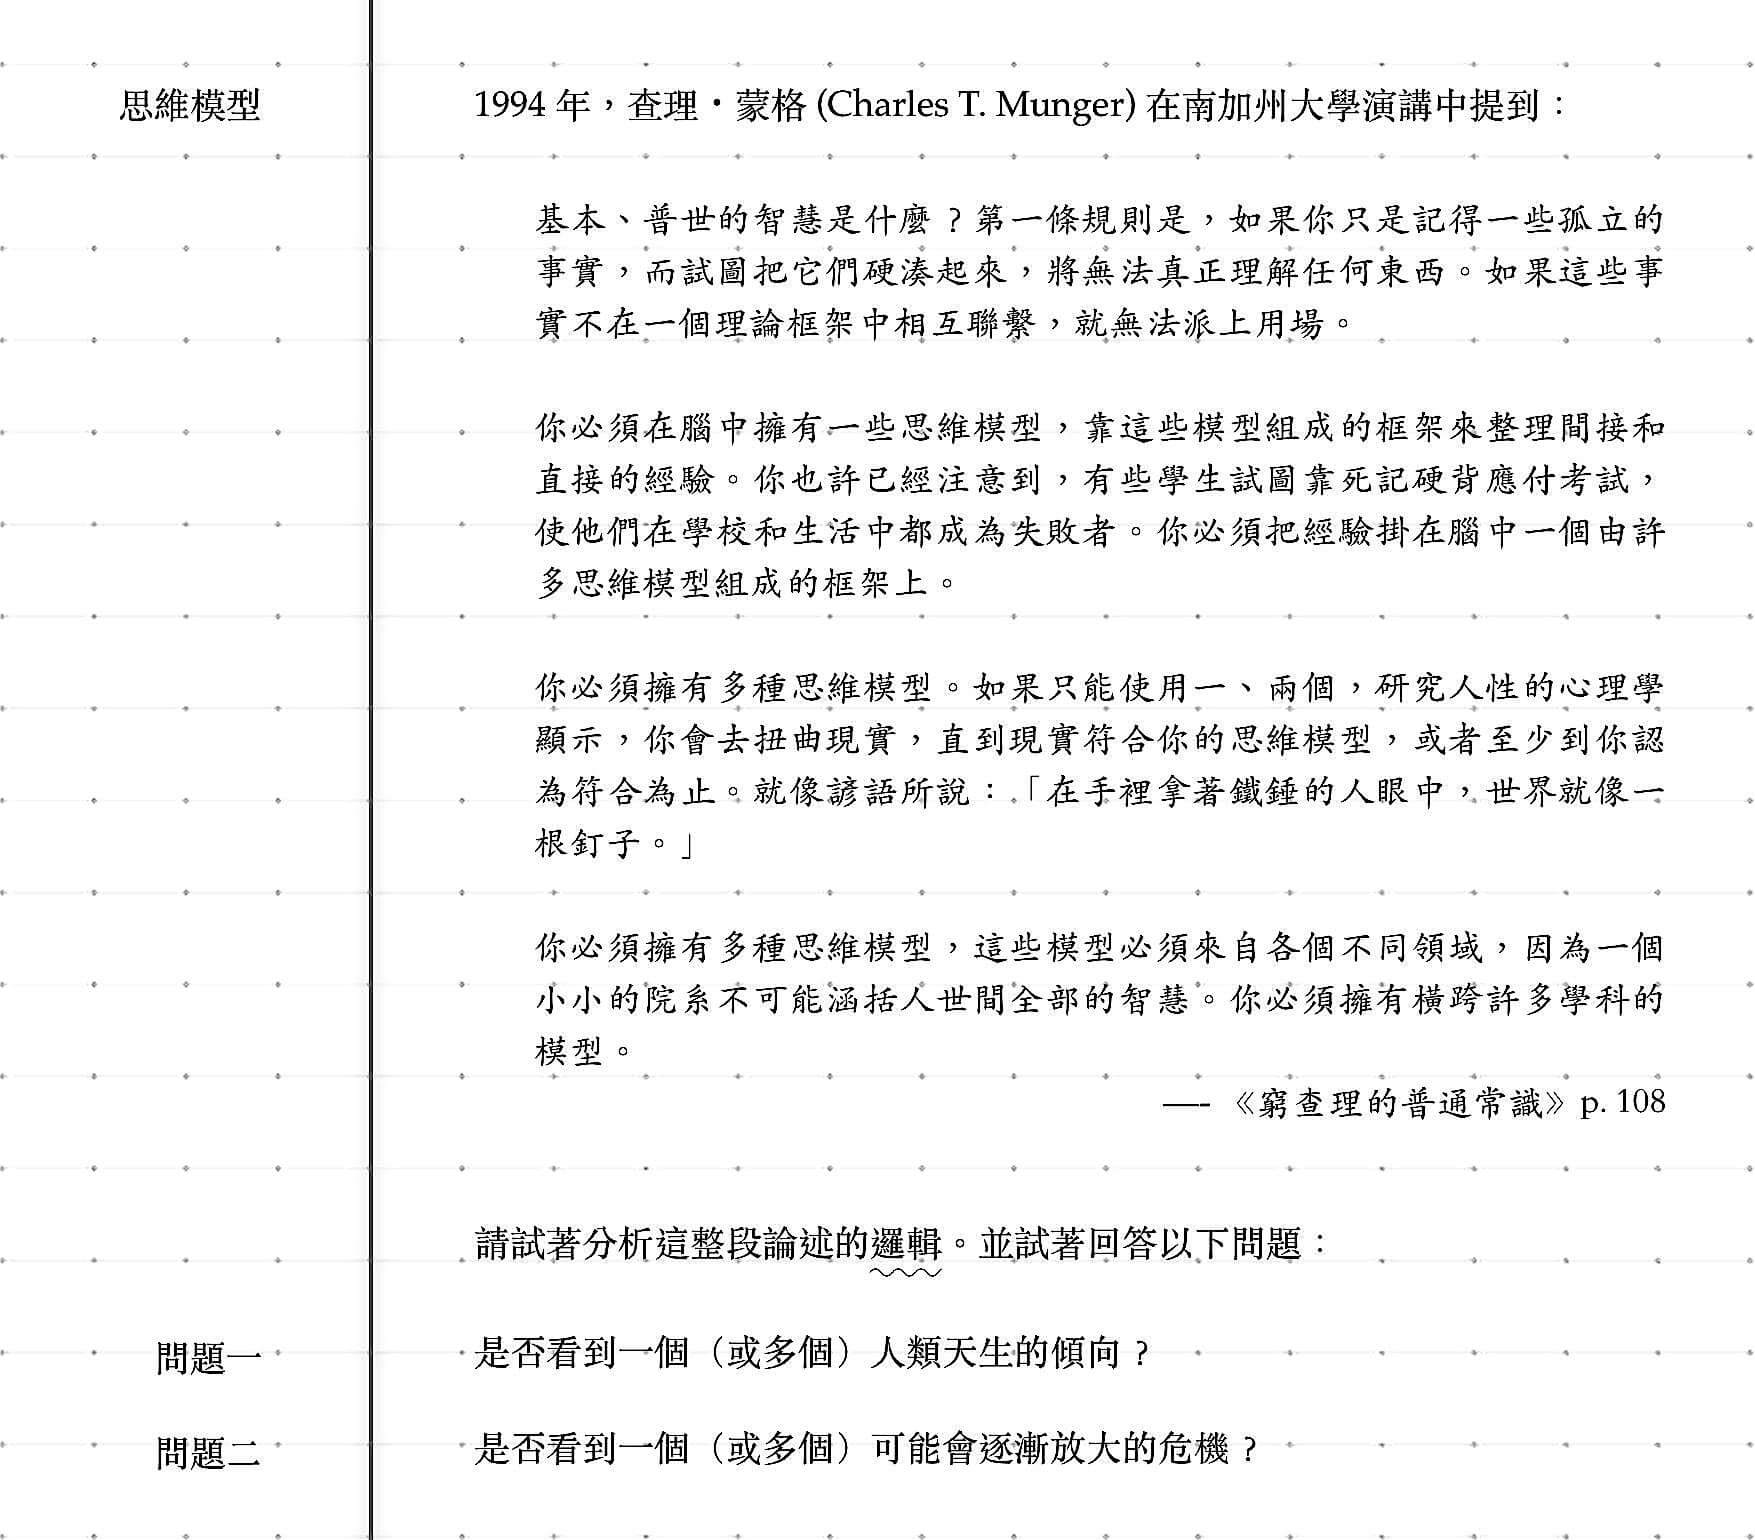 思維模型
1994 年，查理・蒙格 (Charles T. Munger) 在南加州大學演講中提到：
基本、普世的智慧是什麼？第一條規則是，如果你只是記得一些孤立的
事實，而試圖把它們硬湊起來，將無法真正理解任何東西。如果這些事
實不在一個理論框架中相互聯繫，就無法派上用場。
你必須在腦中擁有一些思維模型，靠這些模型組成的框架來整理間接和
直接的經驗。你也許已經注意到，有些學生試圖靠死記硬背應付考試，
使他們在學校和生活中都成為失敗者。你必須把經驗掛在腦中一個由許
多思維模型組成的框架上。
你必須擁有多種思維模型。如果只能使用一、兩個，研究人性的心理學
顯示，你會去扭曲現實，直到現實符合你的思維模型，或者至少到你認
為符合為止。就像諺語所說：「在手裡拿著鐵錘的人眼中，世界就像一
根釘子。」
你必須擁有多種思維模型，這些模型必須來自各個不同領域，因為一個
小小的院系不可能涵括人世間全部的智慧。你必須擁有橫跨許多學科的
模型。
—- 《窮查理的普通常識》p. 108
請試著分析這整段論述的邏輯。並試著回答以下問題：
問題一
是否看到一個（或多個）人類天生的傾向？
問題二
是否看到一個（或多個）可能會逐漸放大的危機？